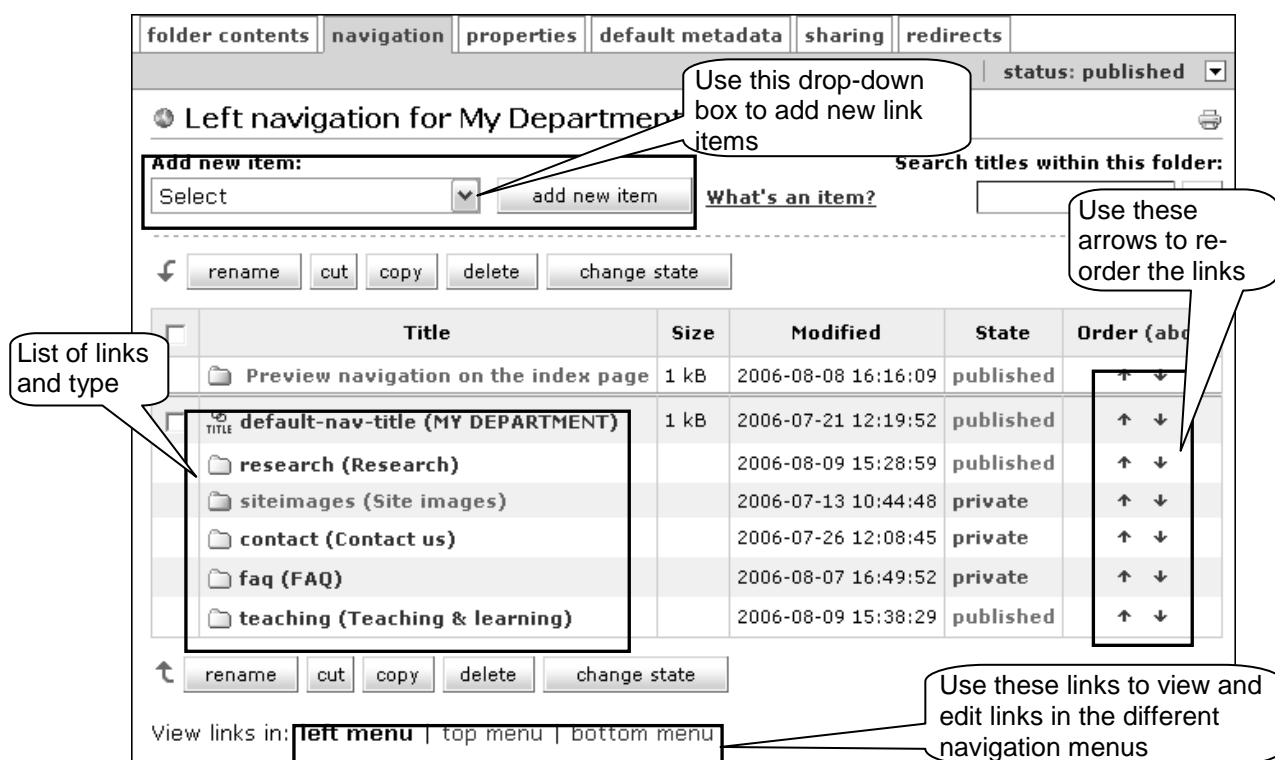 folder contents navigation properties default metadata sharing redirects
status: published
Use this drop-down
box to add new link
items
Left navigation for My Department
Add new item:
Search titles within this folder:
Select add new item What's an item?
Use these
arrows to re-
order the links
rename cut copy delete change state
Title Size Modified State Order
List of links
and type
Preview navigation on the index page 1 kB 2006-08-08 16:16:09 published
TITLE default-nav-title (MY DEPARTMENT) 1 kB 2006-07-21 12:19:52 published
research (Research) 2006-08-09 15:28:59 published
siteimages (Site images) 2006-07-13 10:44:48 private
contact (Contact us) 2006-07-26 12:08:45 private
faq (FAQ) 2006-08-07 16:49:52 private
teaching (Teaching & learning) 2006-08-09 15:38:29 published
rename cut copy delete change state
Use these links to view and
edit links in the different
navigation menus
View links in: left menu | top menu | bottom menu